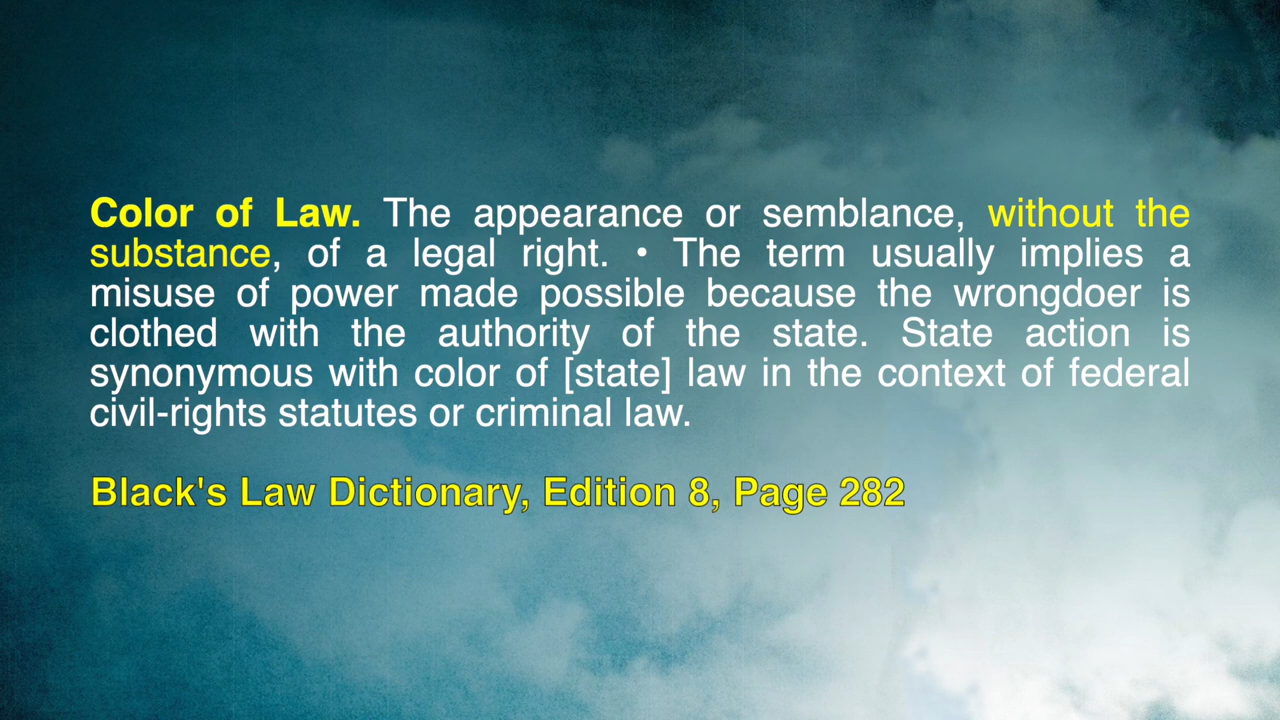 Color of Law. The appearance or semblance, without the
substance, of a legal right. • The term usually implies a
misuse of power made possible because the wrongdoer is
clothed with the authority of the state. State action is
synonymous with color of [state] law in the context of federal
civil-rights statutes or criminal law.
Black's Law Dictionary, Edition 8, Page 282